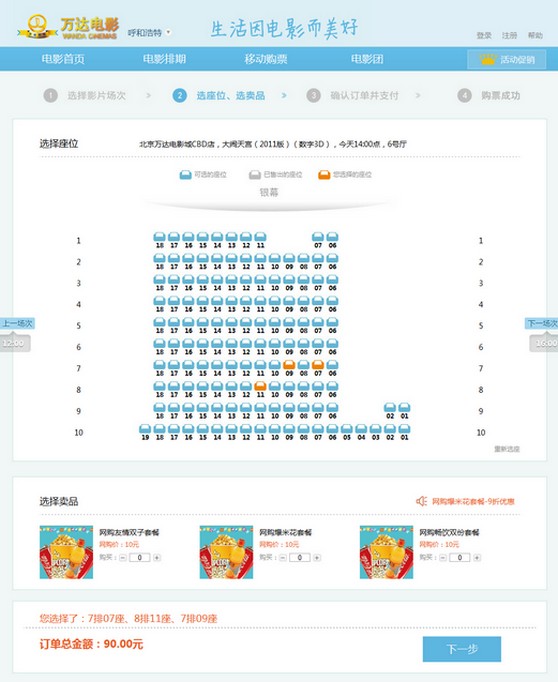 万达电影 WANDA CINEMAS 呼和浩特 生活因电影而美好
登录 注册 帮助
电影首页 电影排期 移动购票 电影团 活动促销
1 选择影片场次 » 2 选座位、选卖品 » 3 确认订单并支付 » 4 购票成功
选择座位 北京万达电影城CBD店，大闹天宫（2011版）（数字3D），今天14:00点，6号厅
可选的座位 已售出的座位 您选择的座位
银幕
1 18 17 16 15 14 13 12 11 07 06 1
2 18 17 16 15 14 13 12 11 10 09 08 07 06 2
3 18 17 16 15 14 13 12 11 10 09 08 07 06 3
4 18 17 16 15 14 13 12 11 10 09 08 07 06 4
5 18 17 16 15 14 13 12 11 10 09 08 07 06 5
上一场次 下一场次
12:00 16:00
6 18 17 16 15 14 13 12 11 10 09 08 07 06 6
7 18 17 16 15 14 13 12 11 10 09 08 07 06 7
8 18 17 16 15 14 13 12 11 10 09 08 07 06 8
9 18 17 16 15 14 13 12 11 10 09 08 07 06 02 01 9
10 19 18 17 16 15 14 13 12 11 10 09 08 07 06 05 04 03 02 01 10
重新选座
选择卖品 网购爆米花套餐-9折优惠
网购友情双子套餐 网购爆米花套餐 网购畅饮双份套餐
网购价：10元 网购价：10元 网购价：10元
购买： 0 购买： 0 购买： 0
您选择了：7排07座、8排11座、7排09座
订单总金额：90.00元 下一步